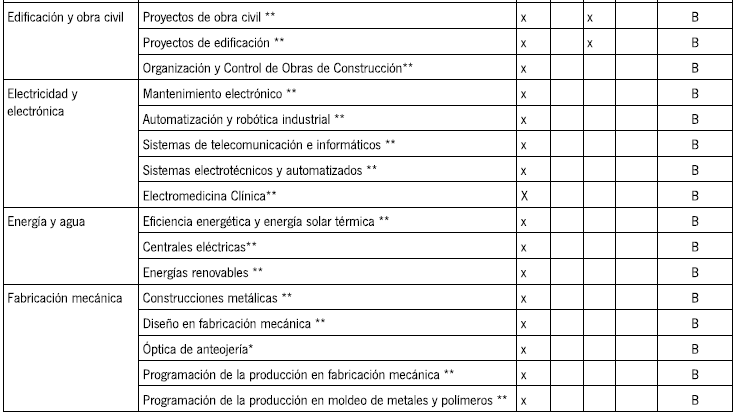 Edificación y obra civil Proyectos de obra civil ** x x B
Proyectos de edificación ** x x B
Organización y Control de Obras de Construcción** x B
Electricidad y electrónica Mantenimiento electrónico ** x B
Automatización y robótica industrial ** x B
Sistemas de telecomunicación e informáticos ** x B
Sistemas electrotécnicos y automatizados ** x B
Electromedicina Clínica** X B
Energía y agua Eficiencia energética y energía solar térmica ** x B
Centrales eléctricas** x B
Energías renovables ** x B
Fabricación mecánica Construcciones metálicas ** x B
Diseño en fabricación mecánica ** x B
Óptica de anteojería* x B
Programación de la producción en fabricación mecánica ** x B
Programación de la producción en moldeo de metales y polímeros ** x B